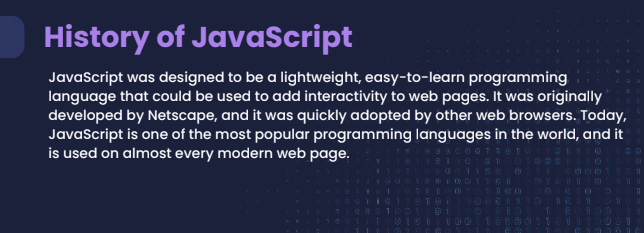 History of JavaScript
JavaScript was designed to be a lightweight, easy-to-learn programming
language that could be used to add interactivity to web pages. It was originally
developed by Netscape, and it was quickly adopted by other web browsers. Today,
JavaScript is one of the most popular programming languages in the world, and it
is used on almost every modern web page.